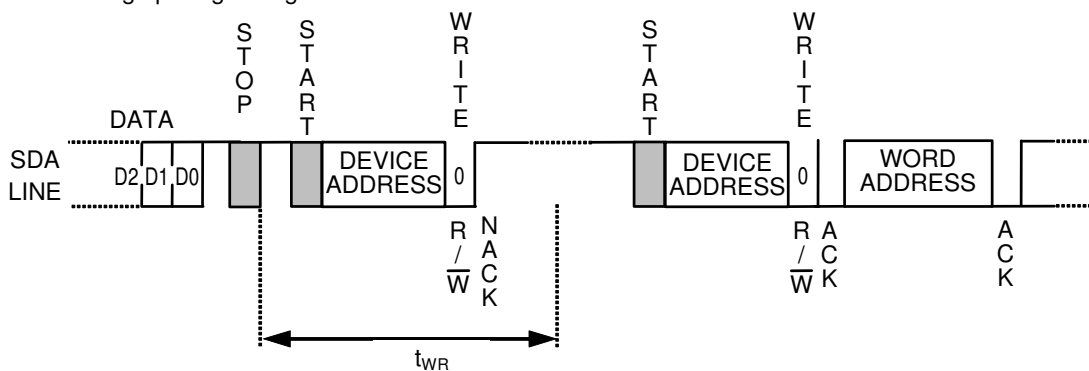 STOP
START
WRITE
START
WRITE
DATA
SDA
LINE
D2 D1 D0
DEVICE
ADDRESS
0
DEVICE
ADDRESS
0
WORD
ADDRESS
R/W̅
NACK
R/W̅
ACK
ACK
tWR